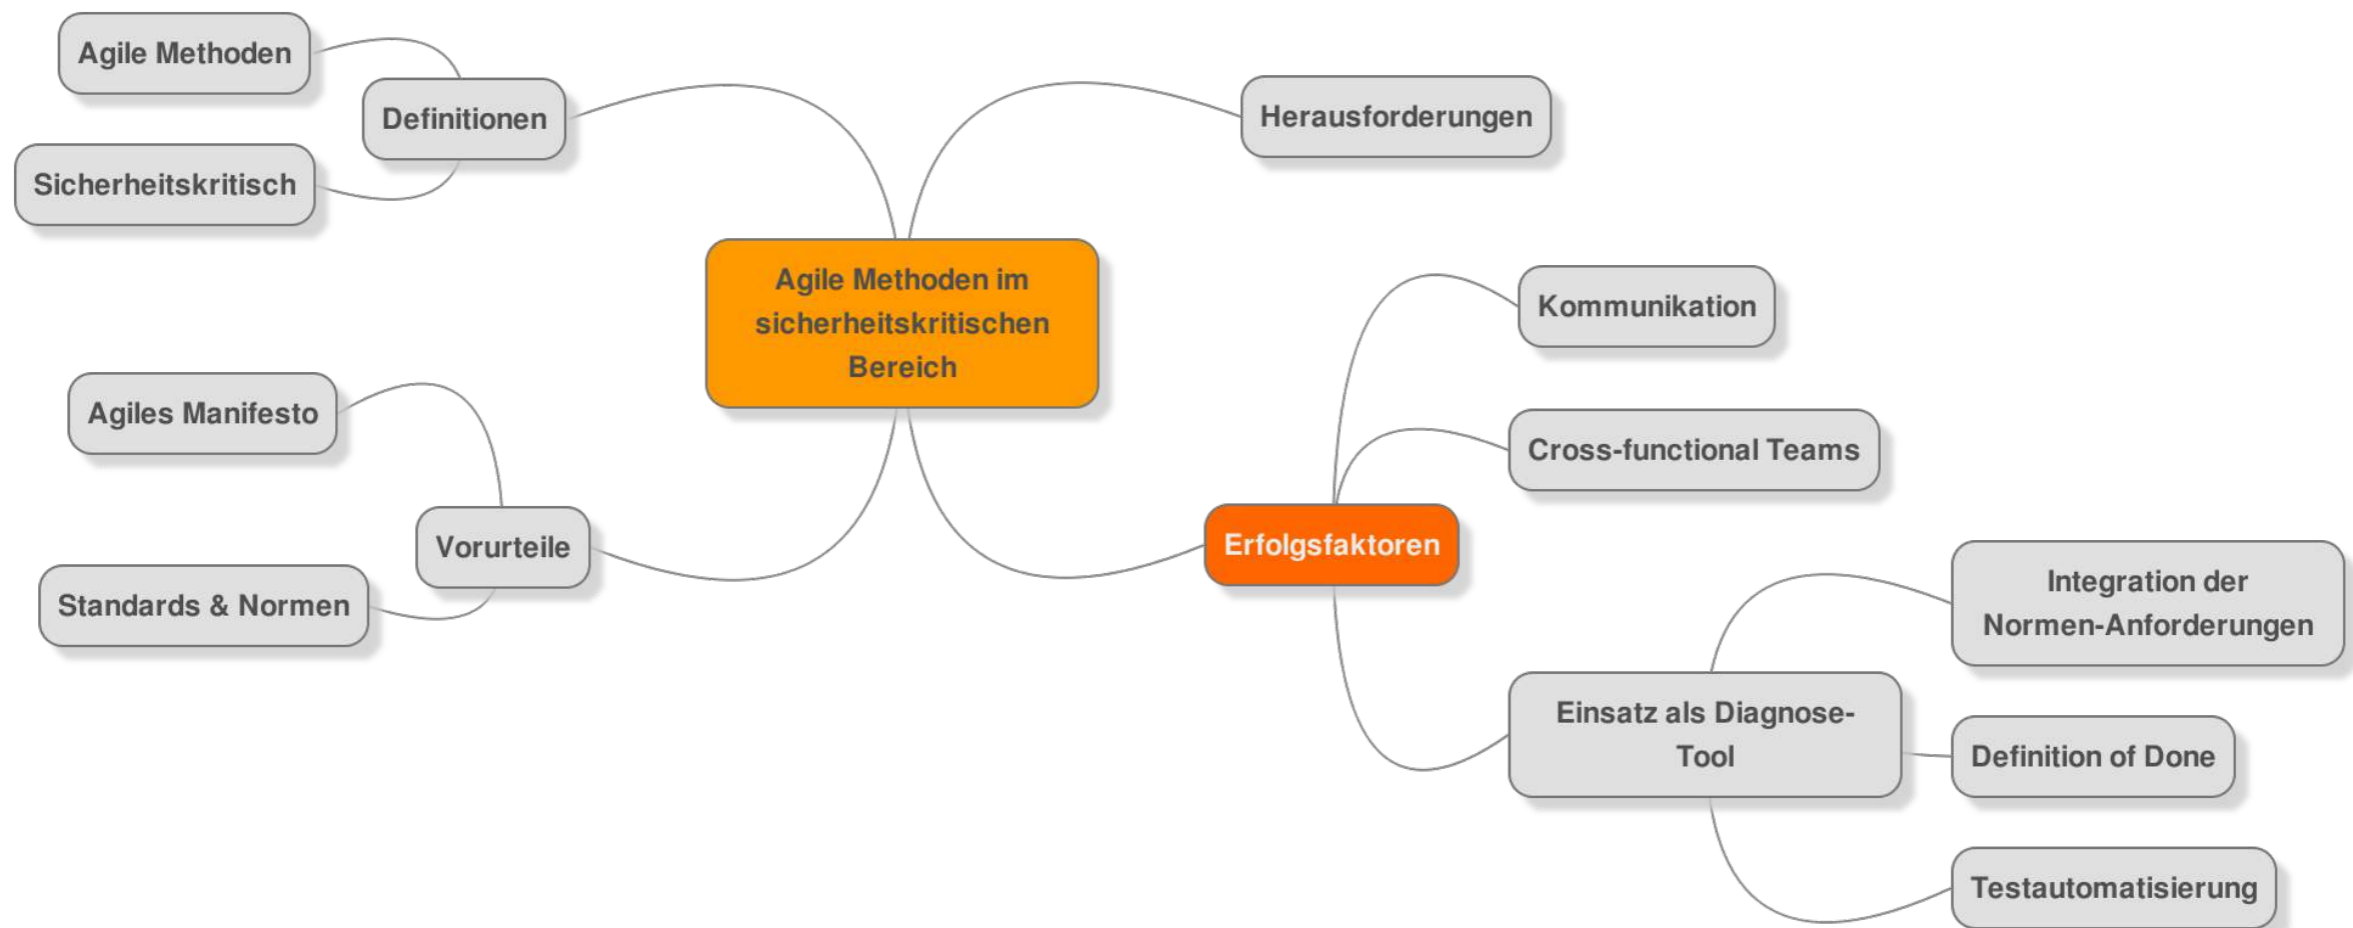 Agile Methoden
Definitionen
Sicherheitskritisch
Herausforderungen
Agile Methoden im
sicherheitskritischen
Bereich
Agiles Manifesto
Vorurteile
Standards & Normen
Kommunikation
Cross-functional Teams
Erfolgsfaktoren
Einsatz als Diagnose-
Tool
Integration der
Normen-Anforderungen
Definition of Done
Testautomatisierung